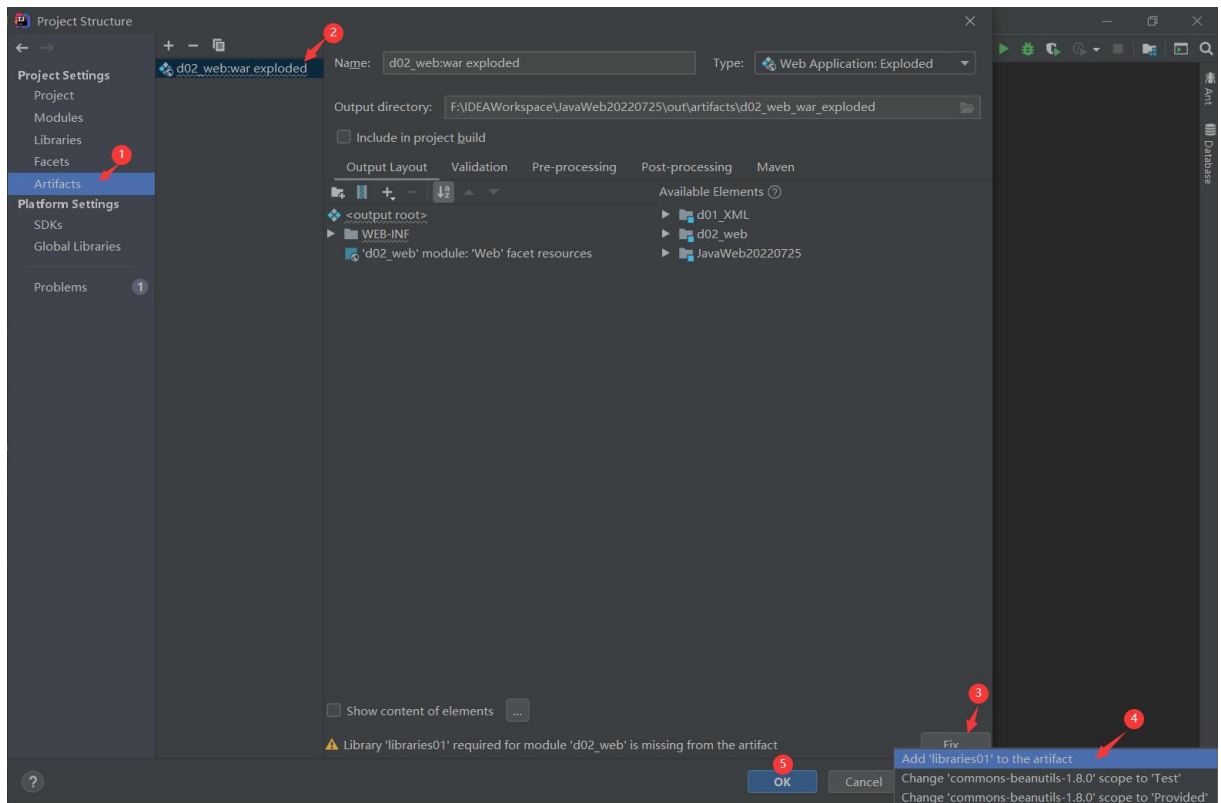 Project Structure
2
d02_web:war exploded
Name: d02_web:war exploded Type: Web Application: Exploded
Project Settings
Project
Modules
Libraries
Facets
1
Artifacts
Platform Settings
SDKs
Global Libraries
Problems 1
Output directory: F:\IDEAWorkspace\JavaWeb20220725\out\artifacts\d02_web_war_exploded
Include in project build
Output Layout Validation Pre-processing Post-processing Maven
Available Elements ?
<output root>
WEB-INF
'd02_web' module: 'Web' facet resources
d01_XML
d02_web
JavaWeb20220725
Ant
Database
Show content of elements ...
3
Library 'libraries01' required for module 'd02_web' is missing from the artifact
Fix...
4
Add 'libraries01' to the artifact
Change 'commons-beanutils-1.8.0' scope to 'Test'
Change 'commons-beanutils-1.8.0' scope to 'Provided'
5
?
OK Cancel